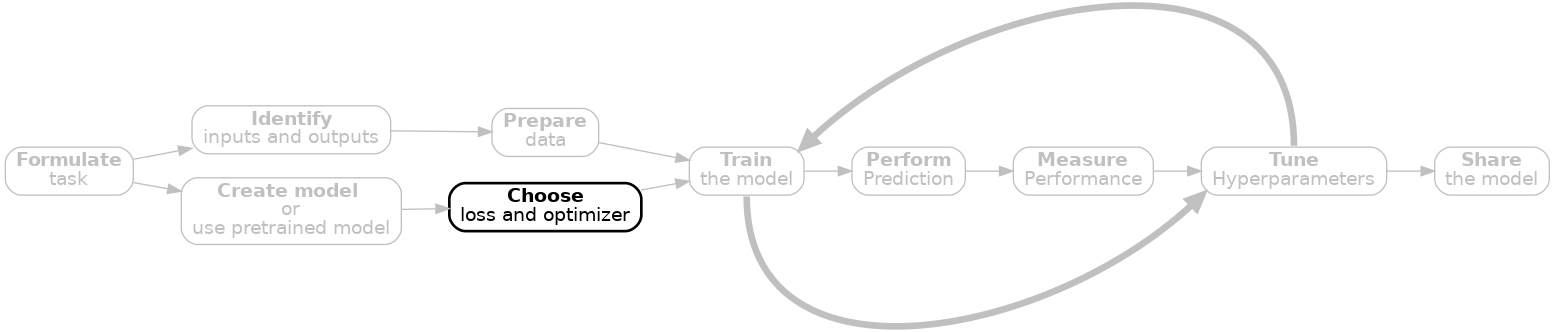 Formulate
task
Identify
inputs and outputs
Create model
or
use pretrained model
Prepare
data
Choose
loss and optimizer
Train
the model
Perform
Prediction
Measure
Performance
Tune
Hyperparameters
Share
the model